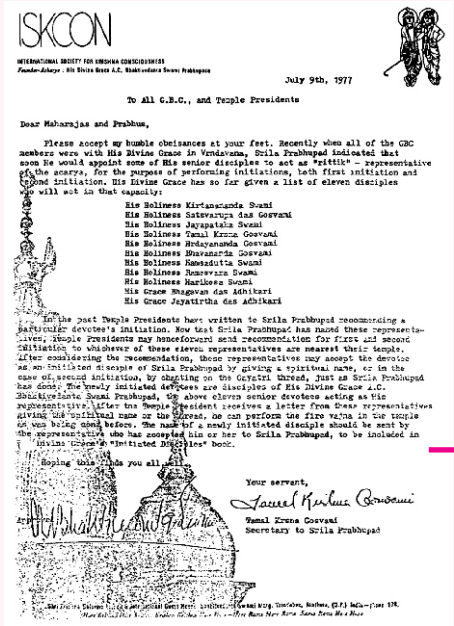 ISKCON
INTERNATIONAL SOCIETY FOR KRISHNA CONSCIOUSNESS
Founder-Acharya : His Divine Grace A.C. Bhaktivedanta Swami Prabhupada
July 9th, 1977
To All G.B.C., and Temple Presidents
Dear Maharajas and Prabhus,
Please accept my humble obeisances at your feet. Recently when all of the GBC
members were with His Divine Grace in Vrndavana, Srila Prabhupad indicated that
soon He would appoint some of His senior disciples to act as "rittik" - representative
of the acarya, for the purpose of performing initiations, both first initiation and
second initiation. His Divine Grace has so far given a list of eleven disciples
who will act in that capacity:
His Holiness Kirtanananda Swami
His Holiness Satsvarupa das Gosvami
His Holiness Jayapataka Swami
His Holiness Tamal Krsna Gosvami
His Holiness Hrdayananda Gosvami
His Holiness Bhavananda Gosvami
His Holiness Hamsadutta Swami
His Holiness Ramesvara Swami
His Holiness Harikesa Swami
His Grace Bhagavan das Adhikari
His Grace Jayatirtha das Adhikari
In the past Temple Presidents have written to Srila Prabhupad recommending a
particular devotee's initiation. Now that Srila Prabhupad has named these representa-
tives, Temple Presidents may henceforward send recommendation for first and second
initiation to whichever of these eleven representatives are nearest their temple.
After considering the recommendation, these representatives may accept the devotee
as an initiated disciple of Srila Prabhupad by giving a spiritual name, or in the
case of second initiation, by chanting on the Gayatri thread, just as Srila Prabhupad
has done. The newly initiated devotees are disciples of His Divine Grace A.C.
Bhaktivedanta Swami Prabhupad, the above eleven senior devotees acting as His
representative. After the Temple President receives a letter from these representatives
giving the spiritual name or the thread, he can perform the fire yajna in the temple
as was being done before. The name of a newly initiated disciple should be sent by
the representative who has accepted him or her to Srila Prabhupad, to be included in
His Divine Grace's "Initiated Disciples" book.
Hoping this finds you all well.
Your servant,
Tamal Krishna Goswami
Tamal Krsna Gosvami
Secretary to Srila Prabhupad